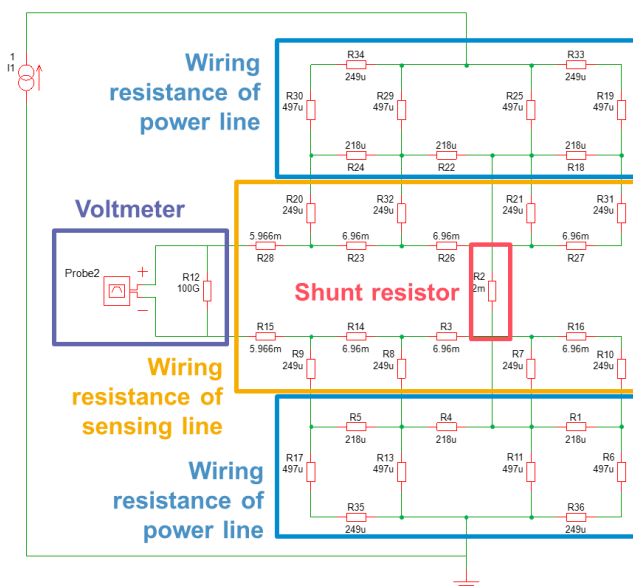 1
I1
Wiring
resistance of
power line
R34
249u
R33
249u
R30
497u
R29
497u
R25
497u
R19
497u
218u
R24
218u
R22
218u
R18
Voltmeter
R20
249u
R32
249u
R21
249u
R31
249u
5.966m
R28
6.96m
R23
6.96m
R26
6.96m
R27
Probe2
+
−
R12
100G
Shunt resistor
R2
2m
R15
5.966m
R14
6.96m
R3
6.96m
R16
6.96m
Wiring
resistance of
sensing line
R9
249u
R8
249u
R7
249u
R10
249u
R5
218u
R4
218u
R1
218u
Wiring
resistance of
power line
R17
497u
R13
497u
R11
497u
R6
497u
R35
249u
R36
249u